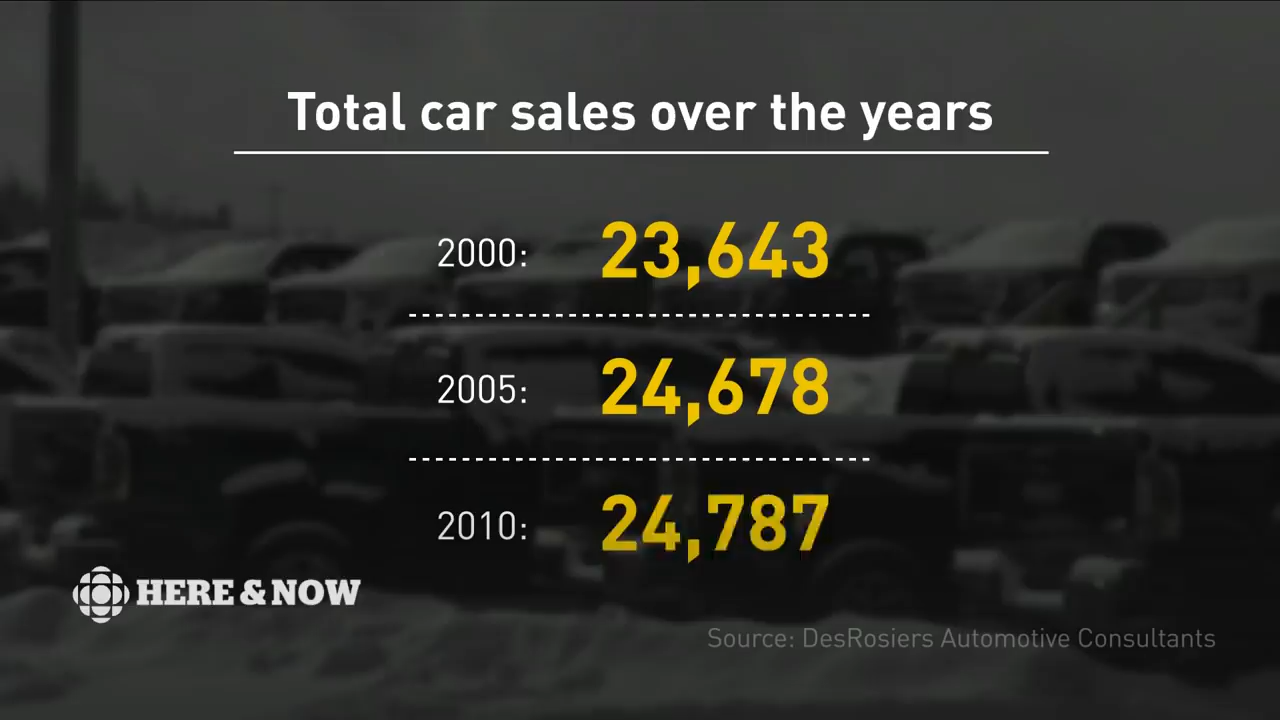 Total car sales over the years
2000: 23,643
2005: 24,678
2010: 24,787
HERE & NOW
Source: DesRosiers Automotive Consultants